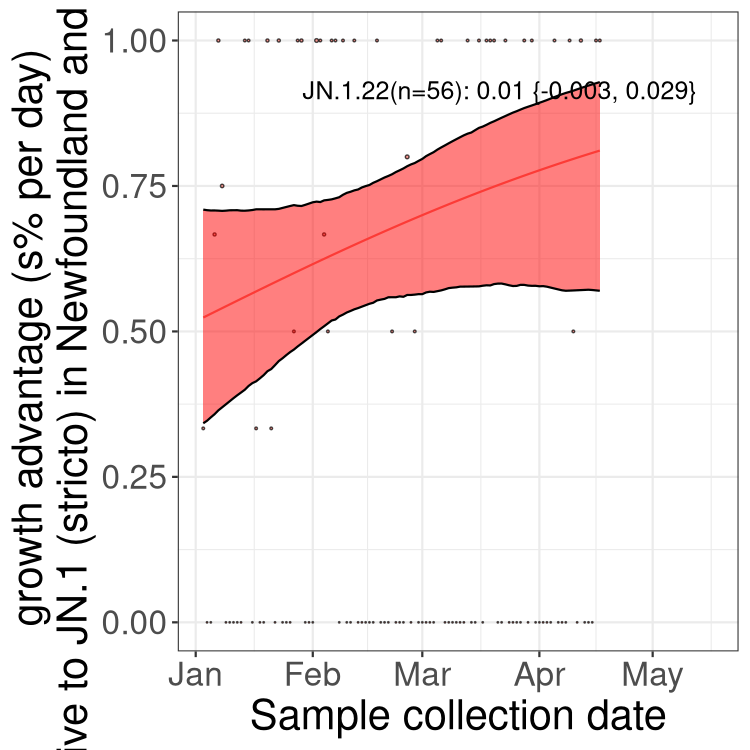 growth advantage (s% per day)
ive to JN.1 (stricto) in Newfoundland and
1.00
0.75
0.50
0.25
0.00
JN.1.22(n=56): 0.01 {-0.003, 0.029}
Jan Feb Mar Apr May
Sample collection date